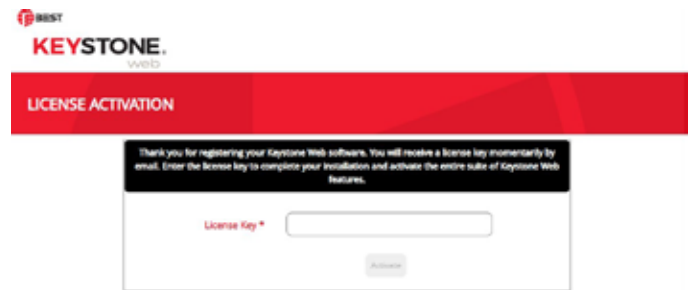 BEST
KEYSTONE.
web
LICENSE ACTIVATION
Thank you for registering your Keystone Web software. You will receive a license key momentarily by
email. Enter the license key to complete your installation and activate the entire suite of Keystone Web
features.
License Key *
Activate